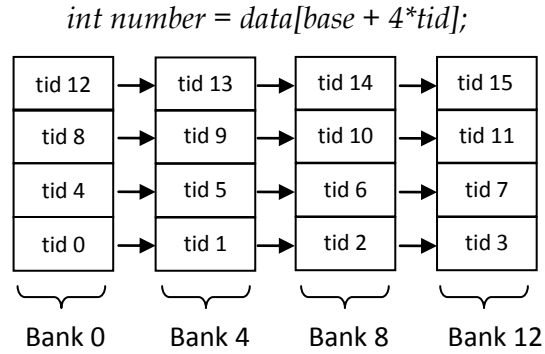 int number = data[base + 4*tid];
tid 12 tid 13 tid 14 tid 15
tid 8 tid 9 tid 10 tid 11
tid 4 tid 5 tid 6 tid 7
tid 0 tid 1 tid 2 tid 3
Bank 0 Bank 4 Bank 8 Bank 12